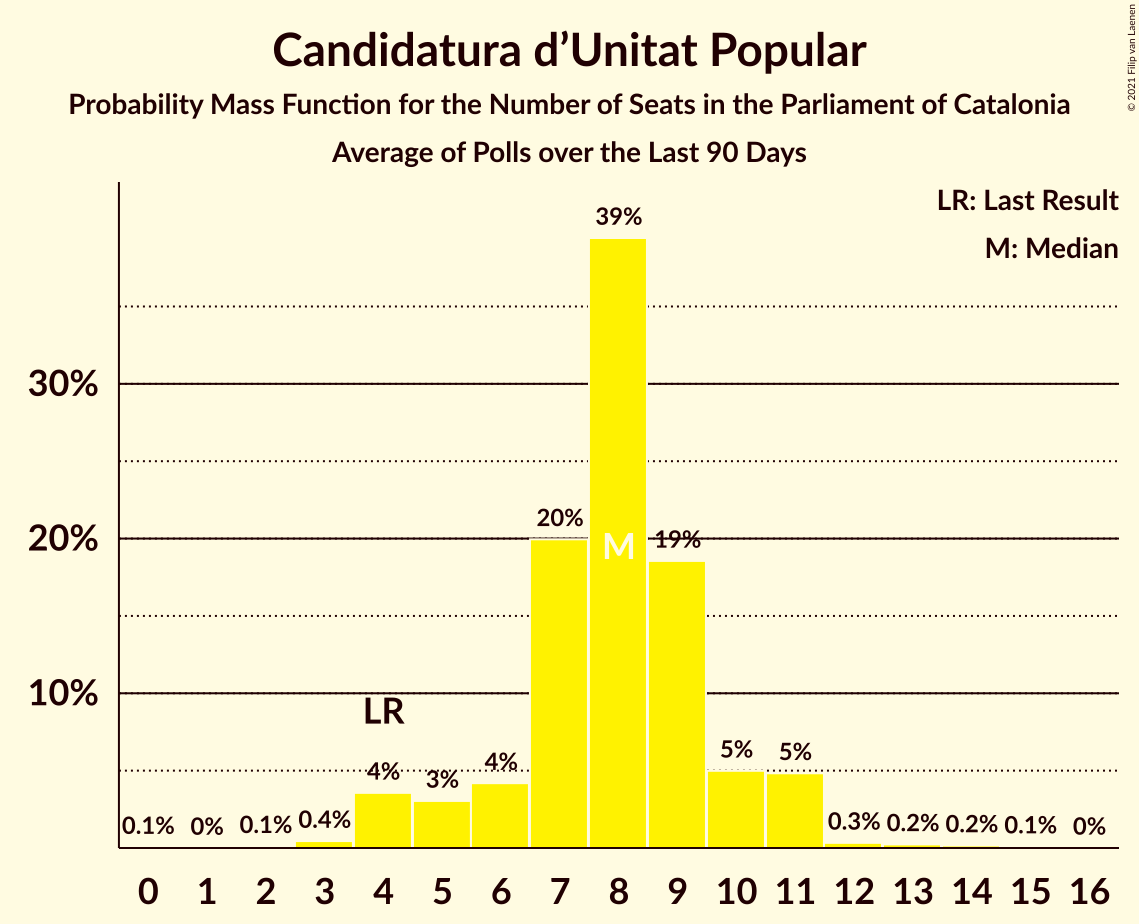 Candidatura d’Unitat Popular
Probability Mass Function for the Number of Seats in the Parliament of Catalonia
Average of Polls over the Last 90 Days
© 2021 Filip van Laenen
LR: Last Result
M: Median
39%
30%
20%
20%
M
19%
10%
LR
4%
3%
4%
5%
5%
0.1% 0% 0.1% 0.4% 0.3% 0.2% 0.2% 0.1% 0%
0 1 2 3 4 5 6 7 8 9 10 11 12 13 14 15 16